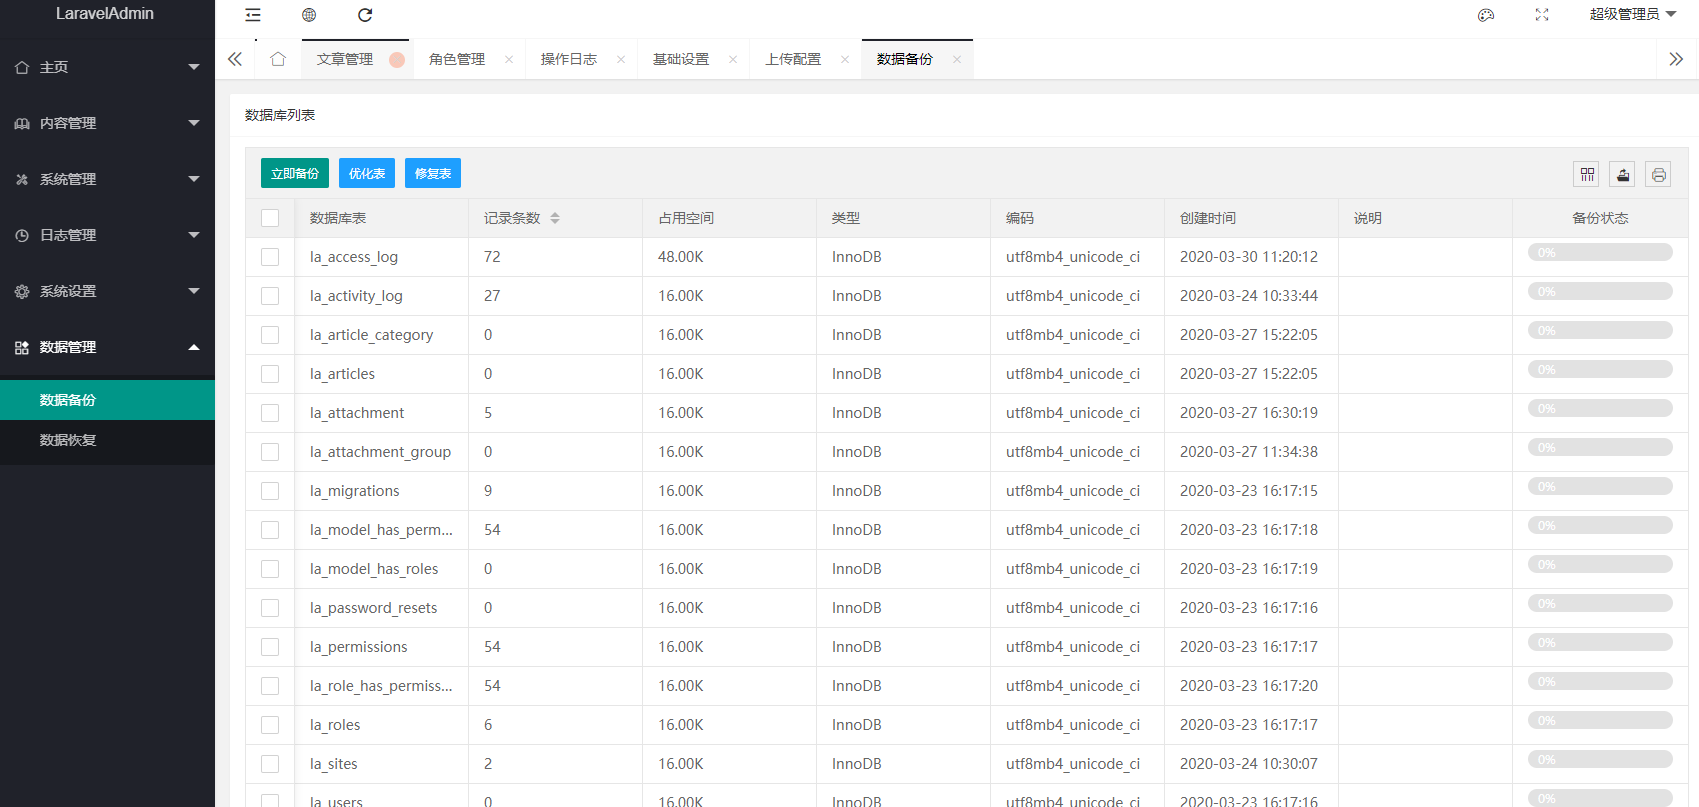 LaravelAdmin
超级管理员
主页
内容管理
系统管理
日志管理
系统设置
数据管理
数据备份
数据恢复
文章管理 角色管理 操作日志 基础设置 上传配置 数据备份
数据库列表
立即备份 优化表 修复表
数据库表 记录条数 占用空间 类型 编码 创建时间 说明 备份状态
la_access_log 72 48.00K InnoDB utf8mb4_unicode_ci 2020-03-30 11:20:12 0%
la_activity_log 27 16.00K InnoDB utf8mb4_unicode_ci 2020-03-24 10:33:44 0%
la_article_category 0 16.00K InnoDB utf8mb4_unicode_ci 2020-03-27 15:22:05 0%
la_articles 0 16.00K InnoDB utf8mb4_unicode_ci 2020-03-27 15:22:05 0%
la_attachment 5 16.00K InnoDB utf8mb4_unicode_ci 2020-03-27 16:30:19 0%
la_attachment_group 0 16.00K InnoDB utf8mb4_unicode_ci 2020-03-27 11:34:38 0%
la_migrations 9 16.00K InnoDB utf8mb4_unicode_ci 2020-03-23 16:17:15 0%
la_model_has_perm... 54 16.00K InnoDB utf8mb4_unicode_ci 2020-03-23 16:17:18 0%
la_model_has_roles 0 16.00K InnoDB utf8mb4_unicode_ci 2020-03-23 16:17:19 0%
la_password_resets 0 16.00K InnoDB utf8mb4_unicode_ci 2020-03-23 16:17:16 0%
la_permissions 54 16.00K InnoDB utf8mb4_unicode_ci 2020-03-23 16:17:17 0%
la_role_has_permiss... 54 16.00K InnoDB utf8mb4_unicode_ci 2020-03-23 16:17:20 0%
la_roles 6 16.00K InnoDB utf8mb4_unicode_ci 2020-03-23 16:17:17 0%
la_sites 2 16.00K InnoDB utf8mb4_unicode_ci 2020-03-24 10:30:07 0%
la_users 0 16.00K InnoDB utf8mb4_unicode_ci 2020-03-23 16:17:16 0%